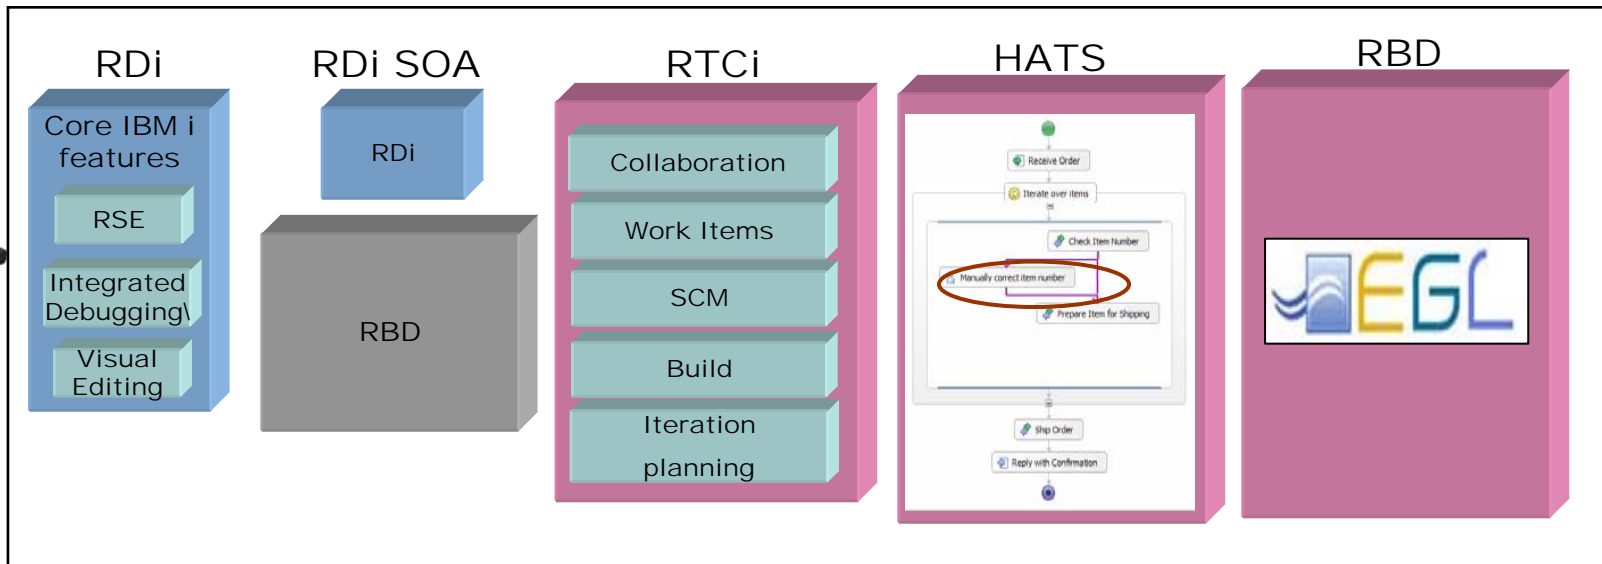 RDi
Core IBM i
features
RSE
Integrated
Debugging\
Visual
Editing
RDi SOA
RDi
RBD
RTCi
Collaboration
Work Items
SCM
Build
Iteration
planning
HATS
Receive Order
Iterate over items
Check Item Number
Manually correct item number
Prepare Item for Shipping
Ship Order
Reply with Confirmation
RBD
EGL